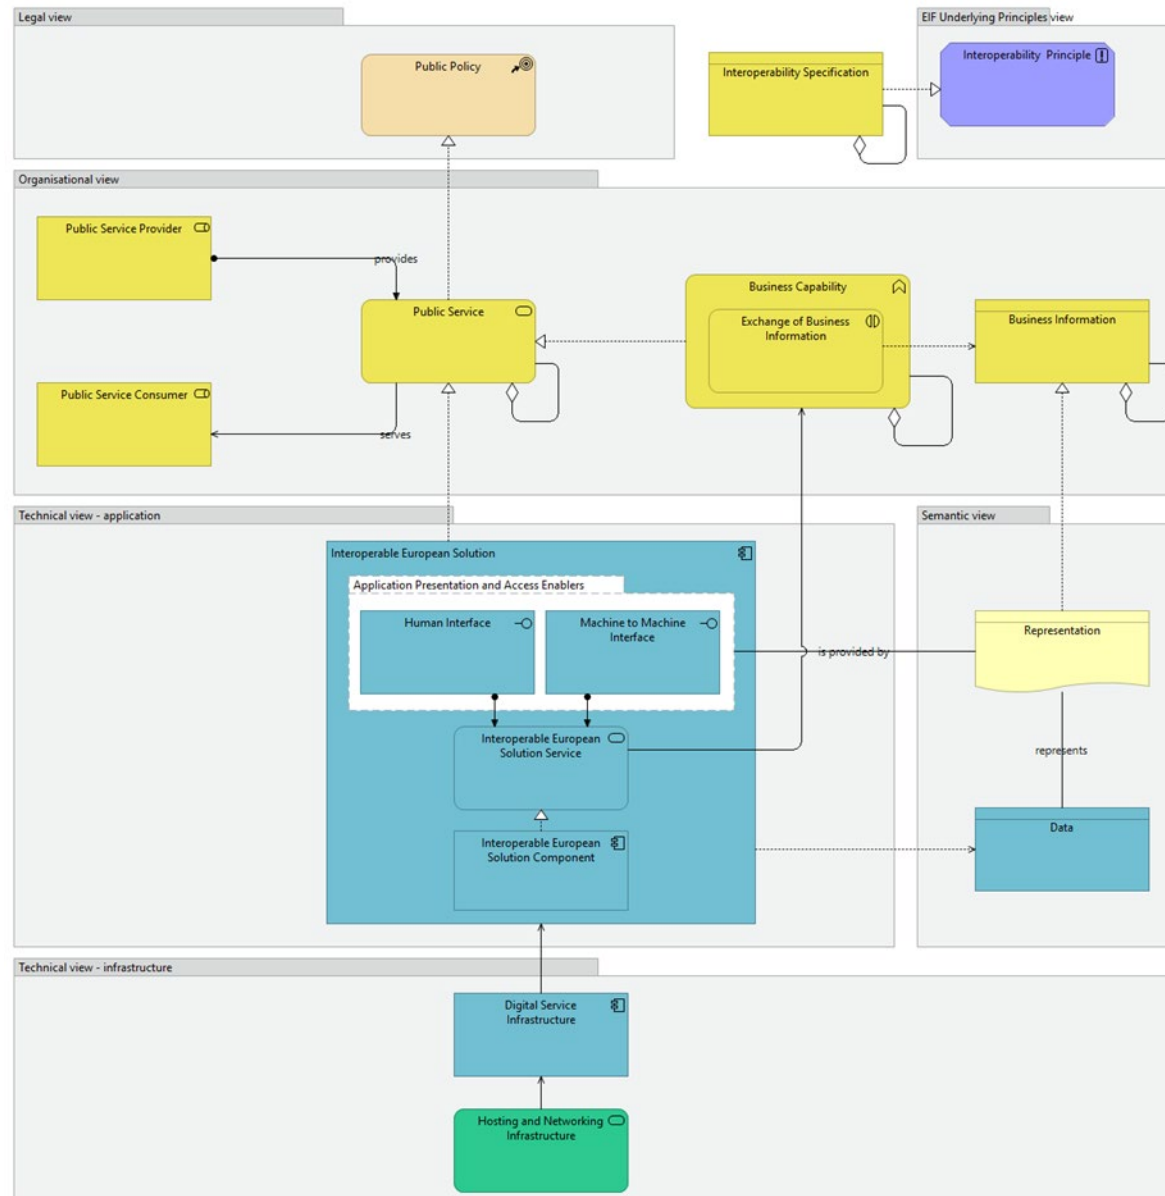 Legal view
EIF Underlying Principles view
Public Policy
Interoperability Specification
Interoperability Principle
Organisational view
Public Service Provider
provides
Public Service
Business Capability
Exchange of Business
Information
Business Information
Public Service Consumer
serves
Technical view - application
Semantic view
Interoperable European Solution
Application Presentation and Access Enablers
Human Interface
Machine to Machine
Interface
is provided by
Representation
Interoperable European
Solution Service
represents
Interoperable European
Solution Component
Data
Technical view - infrastructure
Digital Service
Infrastructure
Hosting and Networking
Infrastructure